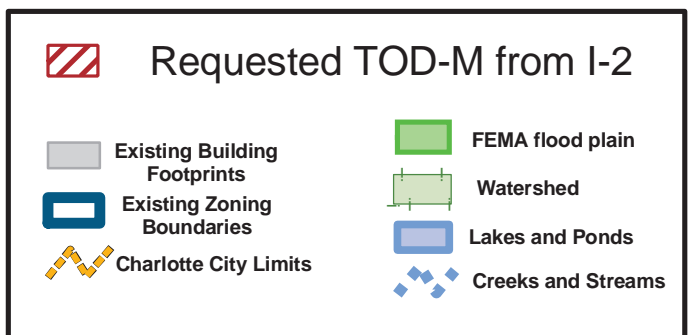 Requested TOD-M from I-2
Existing Building
Footprints
Existing Zoning
Boundaries
Charlotte City Limits
FEMA flood plain
Watershed
Lakes and Ponds
Creeks and Streams